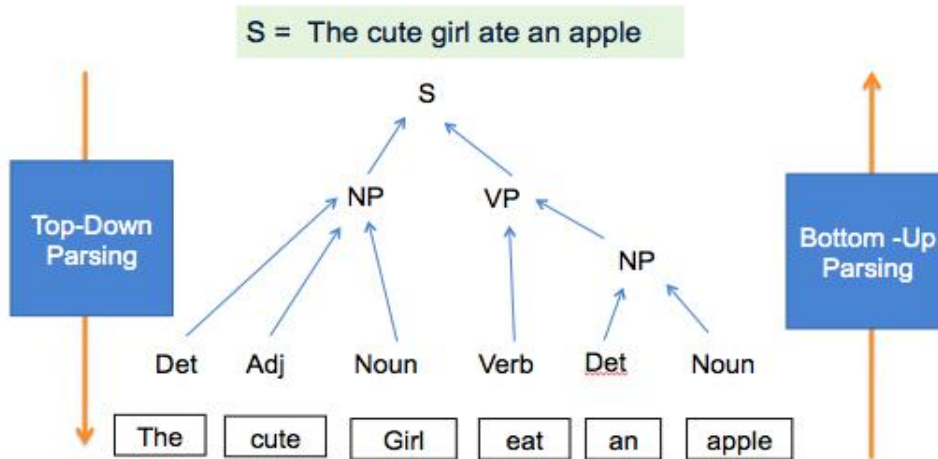 S = The cute girl ate an apple
S
NP VP
Top-Down
Parsing
Bottom -Up
Parsing
NP
Det Adj Noun Verb Det Noun
The cute Girl eat an apple